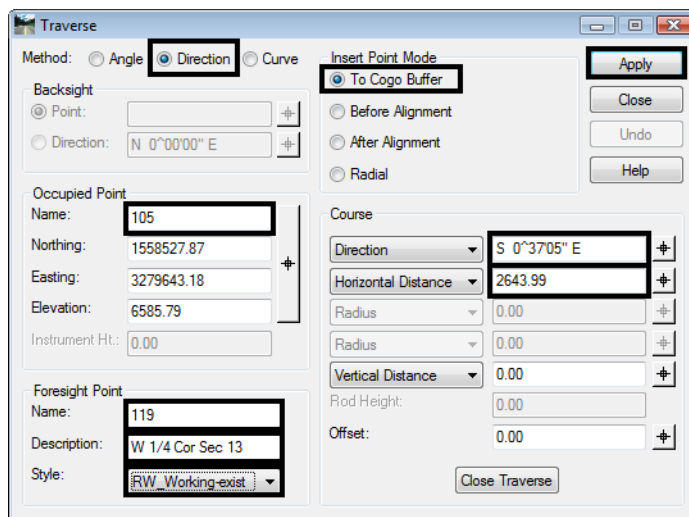 Traverse
Method: Angle Direction Curve
Backsight
Point:
Direction: N 0^00'00" E
Occupied Point
Name: 105
Northing: 1558527.87
Easting: 3279643.18
Elevation: 6585.79
Instrument Ht.: 0.00
Foresight Point
Name: 119
Description: W 1/4 Cor Sec 13
Style: RW_Working-exist
Insert Point Mode
To Cogo Buffer
Before Alignment
After Alignment
Radial
Apply
Close
Undo
Help
Course
Direction S 0^37'05" E
Horizontal Distance 2643.99
Radius 0.00
Radius 0.00
Vertical Distance 0.00
Rod Height: 0.00
Offset: 0.00
Close Traverse